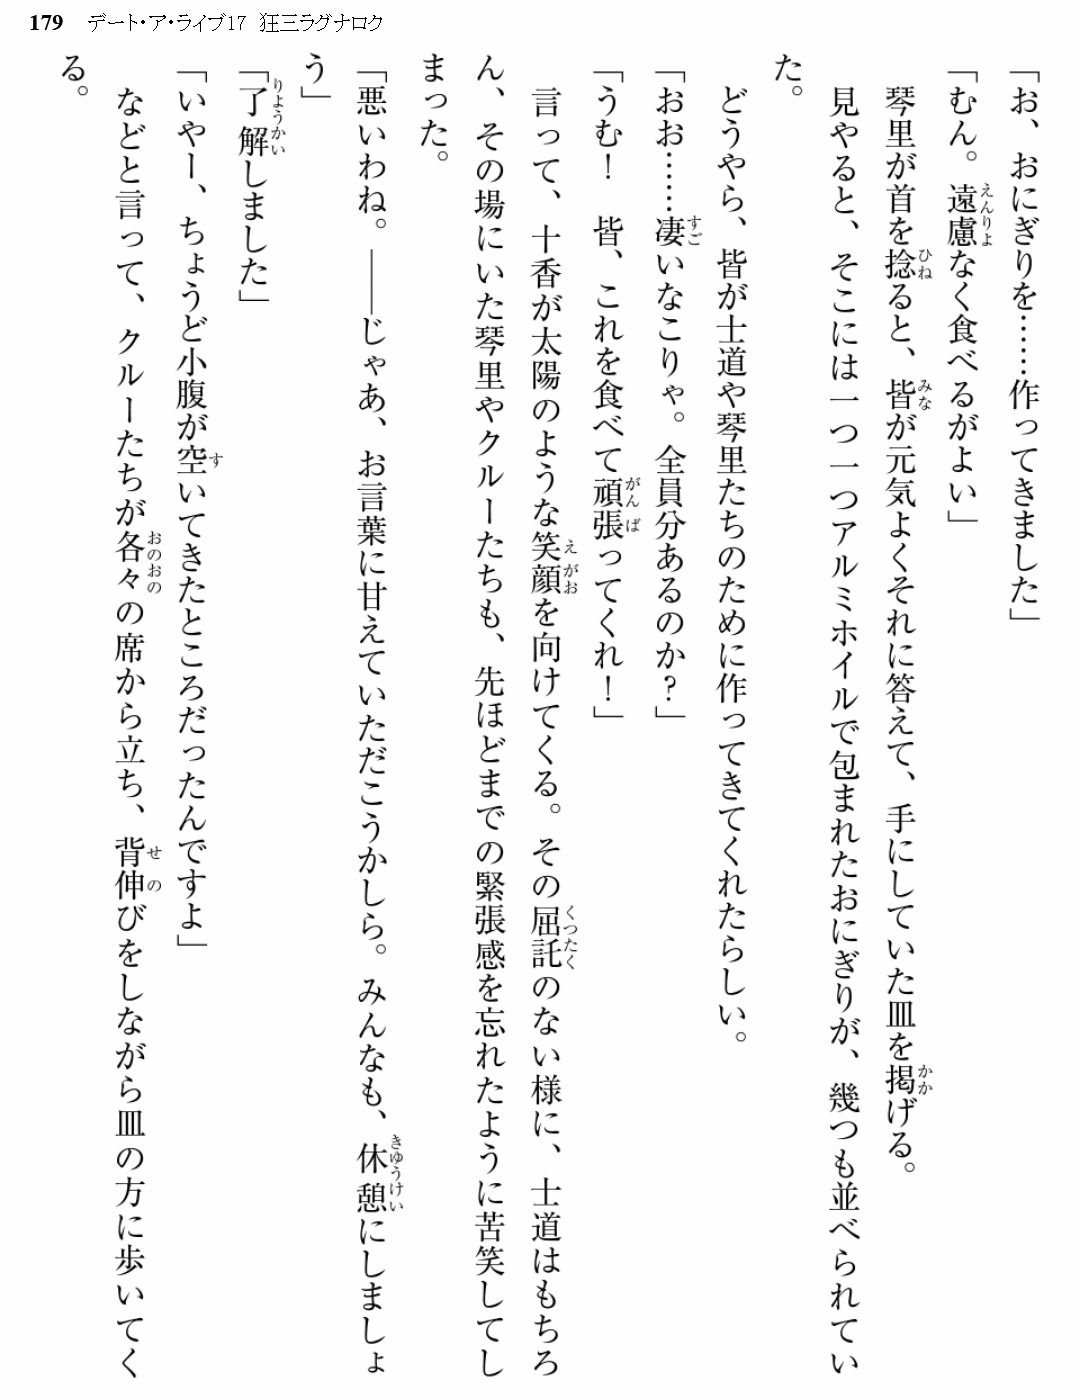 179 デート・ア・ライブ17 狂三ラグナロク
「お、おにぎりを……作ってきました」
「むん。遠慮なく食べるがよい」
琴里が首を捻ると、皆が元気よくそれに答えて、手にしていた皿を掲げる。
見やると、そこには一つ一つアルミホイルで包まれたおにぎりが、幾つも並べられてい
た。
どうやら、皆が士道や琴里たちのために作ってきてくれたらしい。
「おお……凄いなこりゃ。全員分あるのか?」
「うむ! 皆、これを食べて頑張ってくれ!」
言って、十香が太陽のような笑顔を向けてくる。その屈託のない様に、士道はもちろ
ん、その場にいた琴里やクルーたちも、先ほどまでの緊張感を忘れたように苦笑してし
まった。
「悪いわね。――じゃあ、お言葉に甘えていただこうかしら。みんなも、休憩にしましょ
う」
「了解しました」
「いやー、ちょうど小腹が空いてきたところだったんですよ」
などと言って、クルーたちが各々の席から立ち、背伸びをしながら皿の方に歩いてく
る。